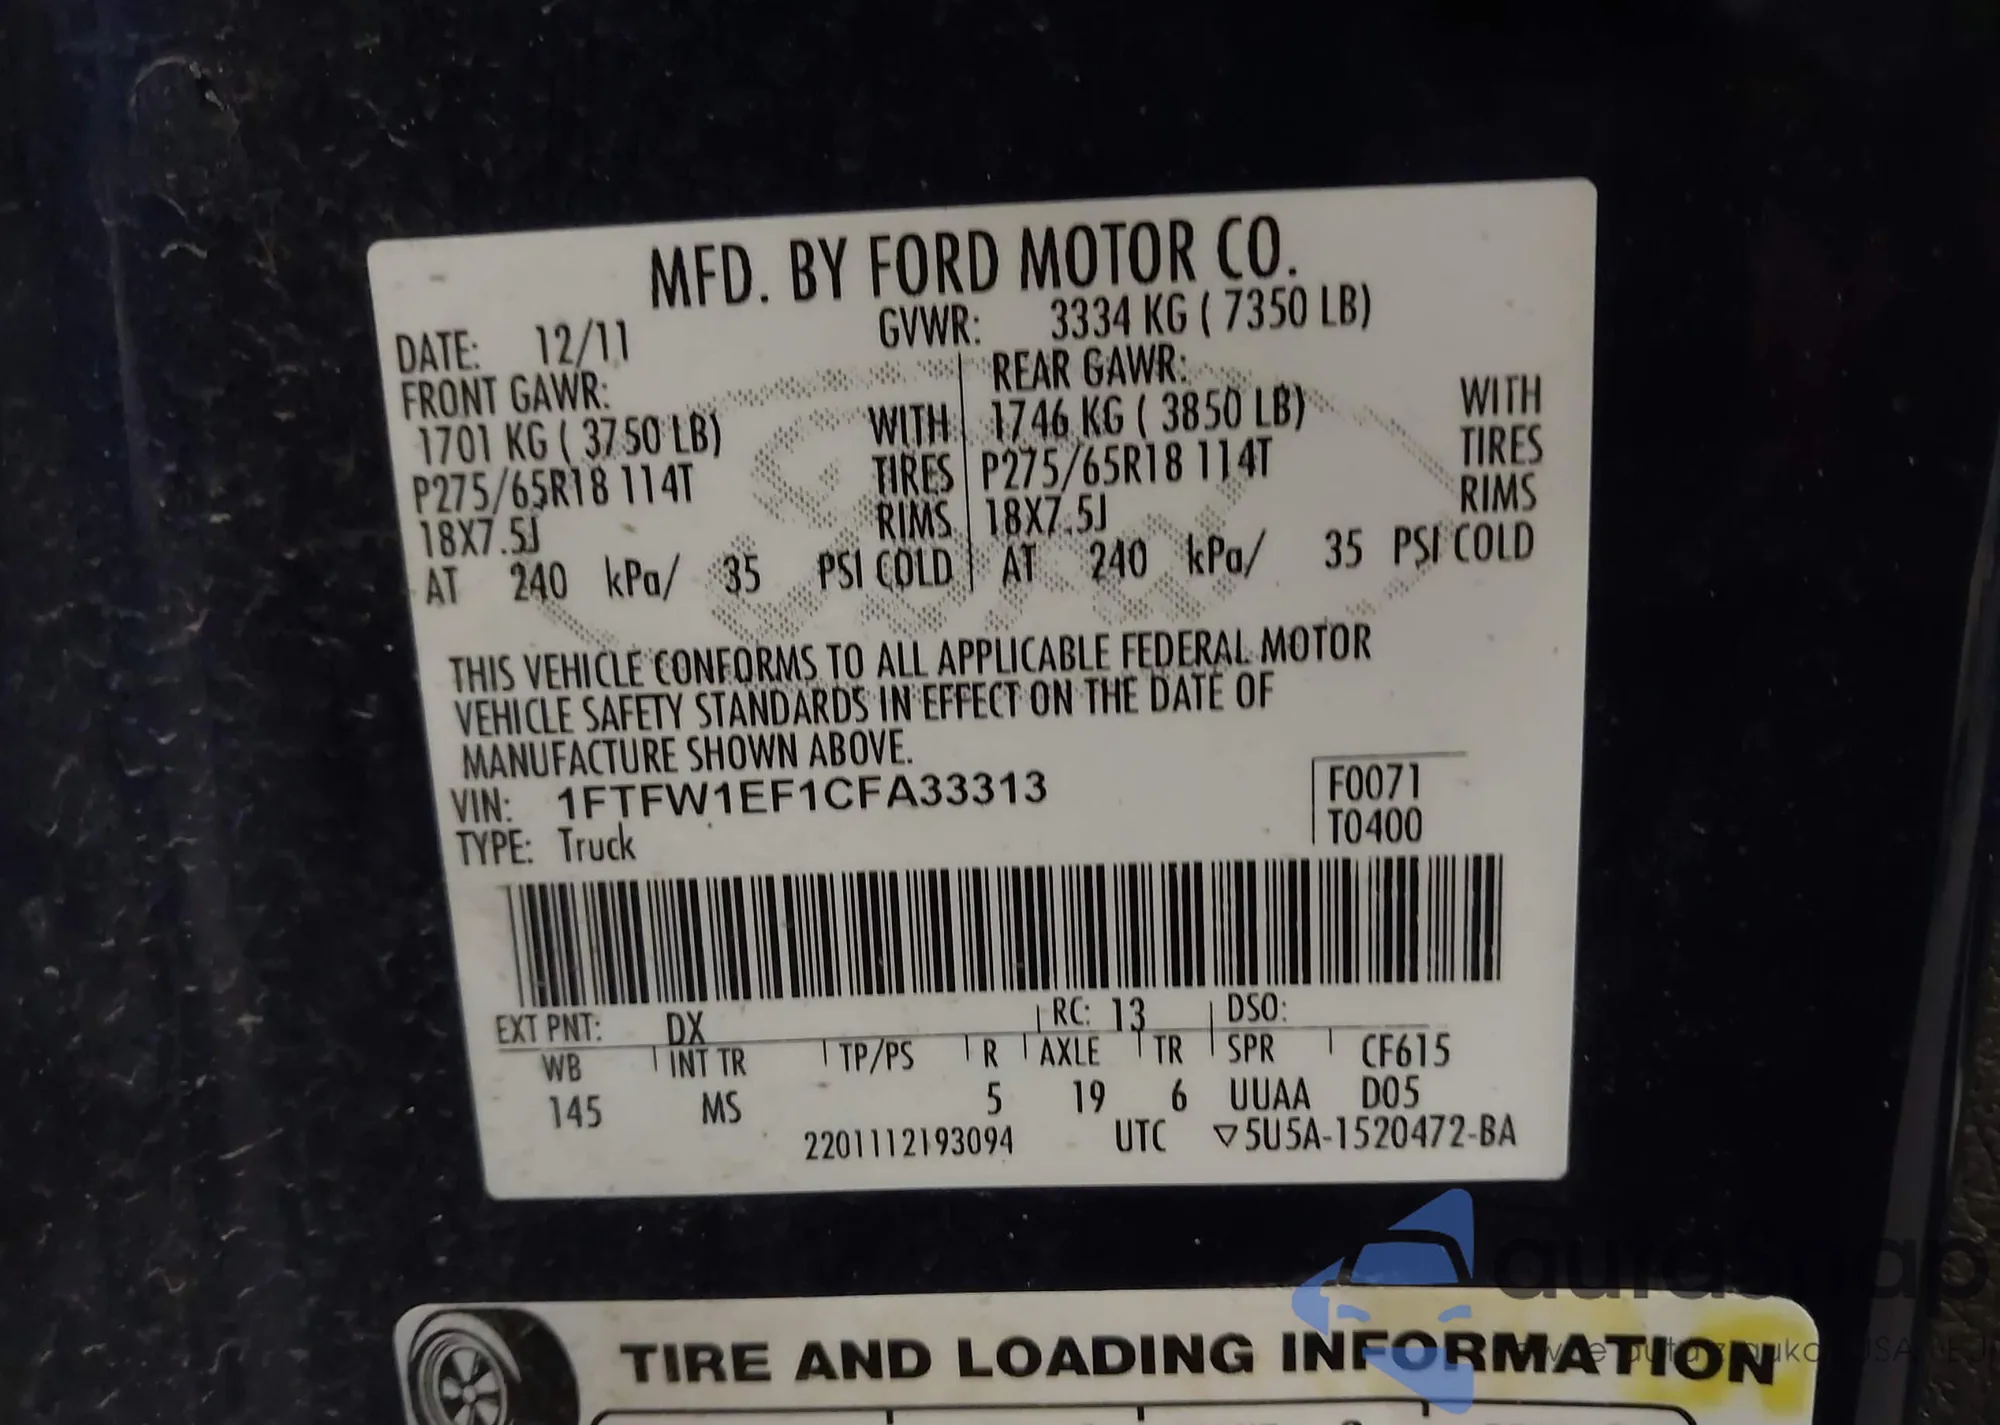 MFD. BY FORD MOTOR CO.
DATE: 12/11 GVWR: 3334 KG ( 7350 LB)
FRONT GAWR: REAR GAWR:
1701 KG ( 3750 LB) WITH 1746 KG ( 3850 LB) WITH
P275/65R18 114T TIRES P275/65R18 114T TIRES
18X7.5J RIMS 18X7.5J RIMS
AT 240 kPa/ 35 PSI COLD AT 240 kPa/ 35 PSI COLD
THIS VEHICLE CONFORMS TO ALL APPLICABLE FEDERAL MOTOR
VEHICLE SAFETY STANDARDS IN EFFECT ON THE DATE OF
MANUFACTURE SHOWN ABOVE.
VIN: 1FTFW1EF1CFA33313 F0071
TYPE: Truck T0400
EXT PNT: DX RC: 13 DSO:
WB INT TR TP/PS R AXLE TR SPR CF615
145 MS 5 19 6 UUAA D05
2201112193094 UTC ▽5U5A-1520472-BA
TIRE AND LOADING INFORMATION